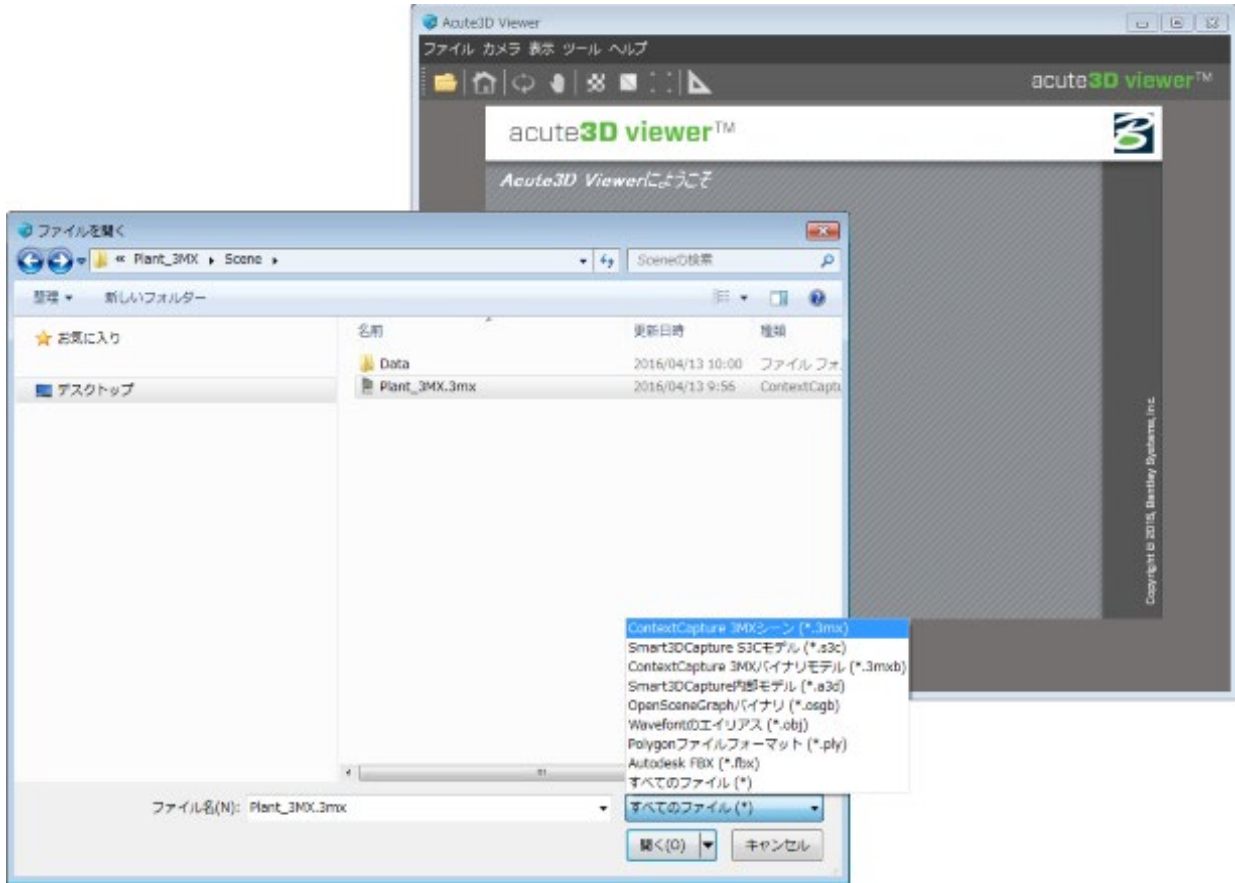 Acute3D Viewer
ファイル カメラ 表示 ツール ヘルプ
acute3D viewer™
acute3D viewer™
Acute3D Viewerにようこそ
Copyright © 2015, Bentley Systems, Inc.
ファイルを開く
« Plant_3MX ▸ Scene ▸
Sceneの検索
整理 ▾ 新しいフォルダー
お気に入り
デスクトップ
名前 更新日時 種類
Data 2016/04/13 10:00 ファイル フォ
Plant_3MX.3mx 2016/04/13 9:56 ContextCaptu
ContextCapture 3MXシーン (*.3mx)
Smart3DCapture S3Cモデル (*.s3c)
ContextCapture 3MXバイナリモデル (*.3mxb)
Smart3DCapture内部モデル (*.a3d)
OpenSceneGraphバイナリ (*.osgb)
Wavefontのエイリアス (*.obj)
Polygonファイルフォーマット (*.ply)
Autodesk FBX (*.fbx)
すべてのファイル (*)
ファイル名(N): Plant_3MX.3mx
すべてのファイル (*)
開く(O) キャンセル